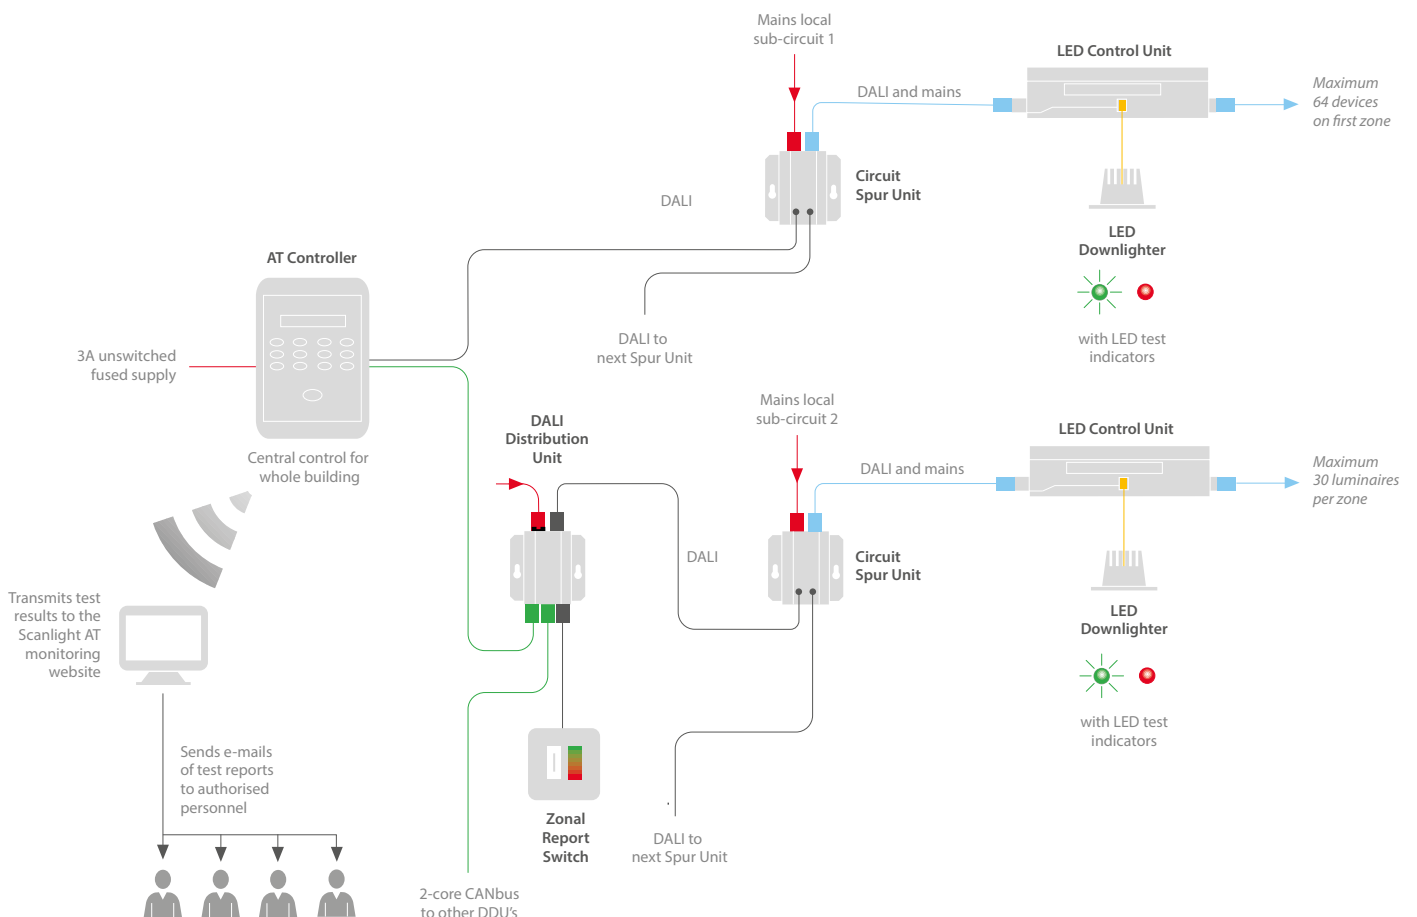 Mains local
sub-circuit 1
LED Control Unit
DALI and mains
Maximum
64 devices
on first zone
Circuit
Spur Unit
DALI
LED
Downlighter
AT Controller
with LED test
indicators
DALI to
next Spur Unit
3A unswitched
fused supply
Mains local
sub-circuit 2
DALI
Distribution
Unit
LED Control Unit
Central control for
whole building
DALI and mains
Maximum
30 luminaires
per zone
DALI
Circuit
Spur Unit
Transmits test
results to the
Scanlight AT
monitoring
website
LED
Downlighter
with LED test
indicators
Sends e-mails
of test reports
to authorised
personnel
Zonal
Report
Switch
DALI to
next Spur Unit
2-core CANbus
to other DDU's